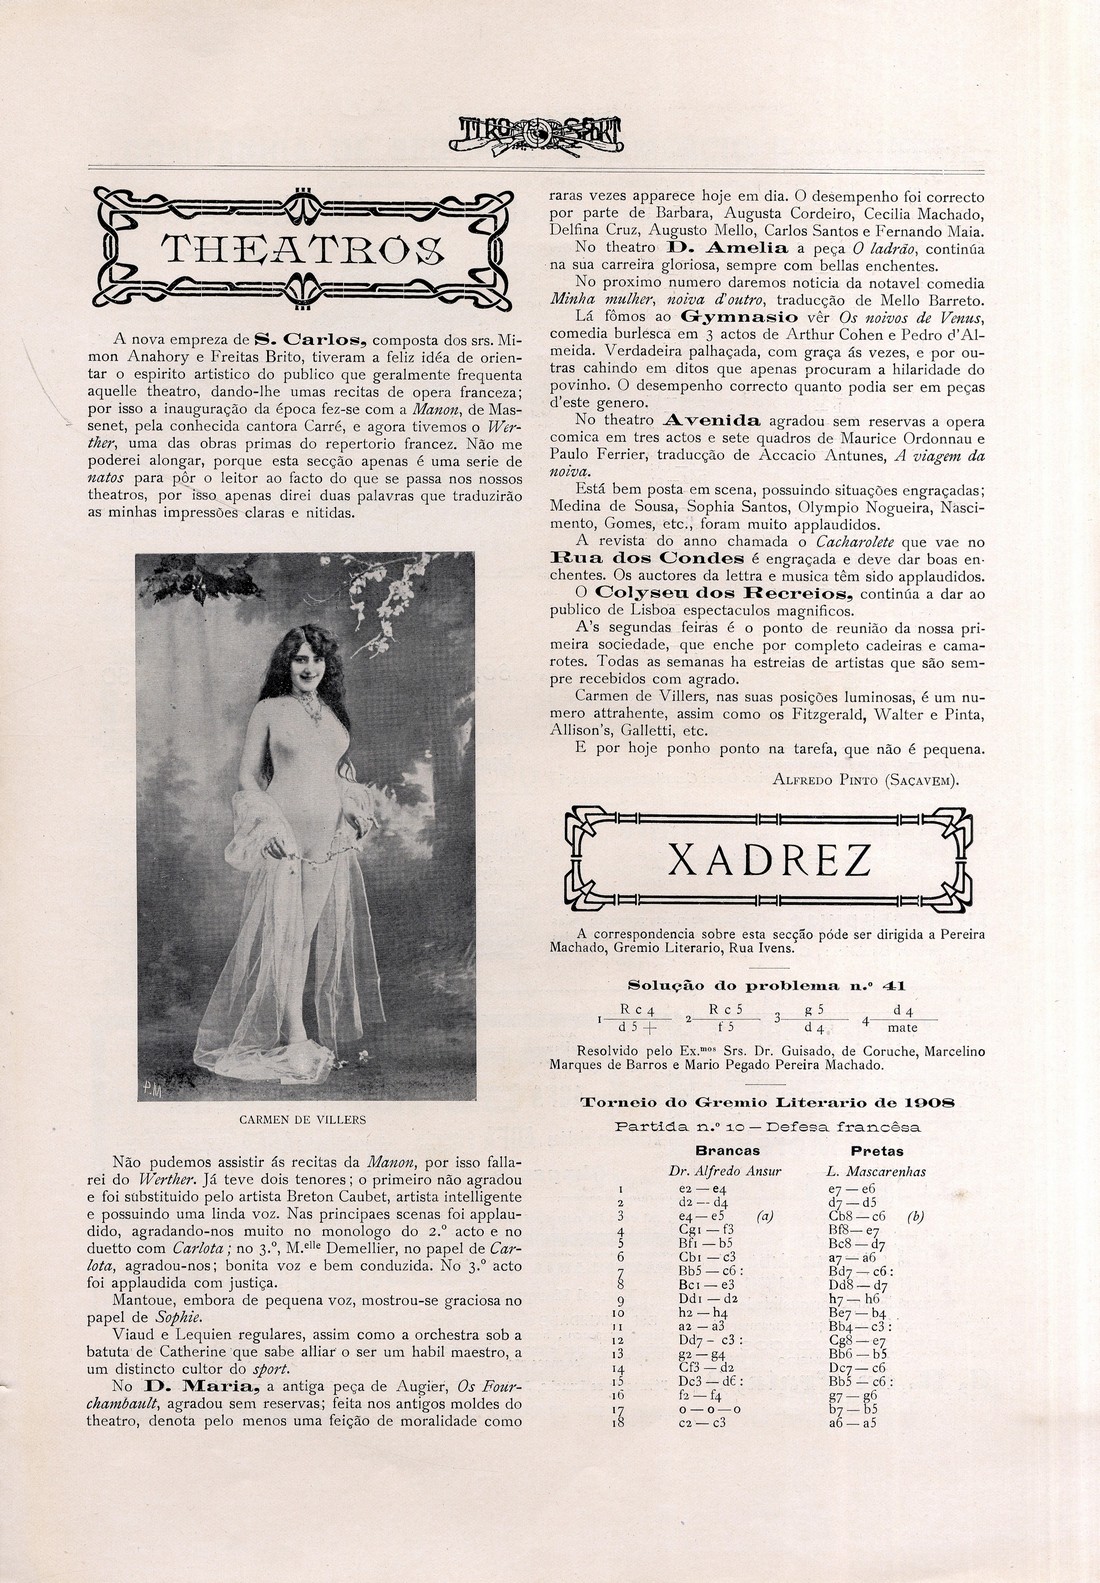 TIRO SPORT
THEATROS
A nova empreza de S. Carlos, composta dos srs. Mi-
mon Anahory e Freitas Brito, tiveram a feliz idéa de orien-
tar o espirito artistico do publico que geralmente frequenta
aquelle theatro, dando-lhe umas recitas de opera franceza;
por isso a inauguração da época fez-se com a Manon, de Mas-
senet, pela conhecida cantora Carré, e agora tivemos o Wer-
ther, uma das obras primas do repertorio francez. Não me
poderei alongar, porque esta secção apenas é uma serie de
natos para pôr o leitor ao facto do que se passa nos nossos
theatros, por isso apenas direi duas palavras que traduzirão
as minhas impressões claras e nitidas.
P.M
CARMEN DE VILLERS
Não pudemos assistir ás recitas da Manon, por isso falla-
rei do Werther. Já teve dois tenores; o primeiro não agradou
e foi substituido pelo artista Breton Caubet, artista intelligente
e possuindo uma linda voz. Nas principaes scenas foi applau-
dido, agradando-nos muito no monologo do 2.º acto e no
duetto com Carlota; no 3.º, M.elle Demellier, no papel de Car-
lota, agradou-nos; bonita voz e bem conduzida. No 3.º acto
foi applaudida com justiça.
Mantoue, embora de pequena voz, mostrou-se graciosa no
papel de Sophie.
Viaud e Lequien regulares, assim como a orchestra sob a
batuta de Catherine que sabe alliar o ser um habil maestro, a
um distincto cultor do sport.
No D. Maria, a antiga peça de Augier, Os Four-
chambault, agradou sem reservas; feita nos antigos moldes do
theatro, denota pelo menos uma feição de moralidade como
raras vezes apparece hoje em dia. O desempenho foi correcto
por parte de Barbara, Augusta Cordeiro, Cecilia Machado,
Delfina Cruz, Augusto Mello, Carlos Santos e Fernando Maia.
No theatro D. Amelia a peça O ladrão, continúa
na sua carreira gloriosa, sempre com bellas enchentes.
No proximo numero daremos noticia da notavel comedia
Minha mulher, noiva d'outro, traducção de Mello Barreto.
Lá fômos ao Gymnasio vêr Os noivos de Venus,
comedia burlesca em 3 actos de Arthur Cohen e Pedro d'Al-
meida. Verdadeira palhaçada, com graça ás vezes, e por ou-
tras cahindo em ditos que apenas procuram a hilaridade do
povinho. O desempenho correcto quanto podia ser em peças
d'este genero.
No theatro Avenida agradou sem reservas a opera
comica em tres actos e sete quadros de Maurice Ordonnau e
Paulo Ferrier, traducção de Accacio Antunes, A viagem da
noiva.
Está bem posta em scena, possuindo situações engraçadas;
Medina de Sousa, Sophia Santos, Olympio Nogueira, Nasci-
mento, Gomes, etc., foram muito applaudidos.
A revista do anno chamada o Cacharolete que vae no
Rua dos Condes é engraçada e deve dar boas en-
chentes. Os auctores da lettra e musica têm sido applaudidos.
O Colyseu dos Recreios, continúa a dar ao
publico de Lisboa espectaculos magnificos.
A's segundas feiras é o ponto de reunião da nossa pri-
meira sociedade, que enche por completo cadeiras e cama-
rotes. Todas as semanas ha estreias de artistas que são sem-
pre recebidos com agrado.
Carmen de Villers, nas suas posições luminosas, é um nu-
mero attrahente, assim como os Fitzgerald, Walter e Pinta,
Allison's, Galletti, etc.
E por hoje ponho ponto na tarefa, que não é pequena.
ALFREDO PINTO (SACAVEM).
XADREZ
A correspondencia sobre esta secção póde ser dirigida a Pereira
Machado, Gremio Literario, Rua Ivens.
Solução do problema n.º 41
1 R c 4 2 R c 5 3 g 5 4 d 4
d 5 + f 5 d 4 mate
Resolvido pelo Ex.mos Srs. Dr. Guisado, de Coruche, Marcelino
Marques de Barros e Mario Pegado Pereira Machado.
Torneio do Gremio Literario de 1908
Partida n.º 10 — Defesa francêsa
Brancas Pretas
Dr. Alfredo Ansur L. Mascarenhas
1 e2 — e4 e7 — e6
2 d2 — d4 d7 — d5
3 e4 — e5 (a) Cb8 — c6 (b)
4 Cg1 — f3 Bf8 — e7
5 Bf1 — b5 Bc8 — d7
6 Cb1 — c3 a7 — a6
7 Bb5 — c6 : Bd7 — c6 :
8 Bc1 — e3 Dd8 — d7
9 Dd1 — d2 h7 — h6
10 h2 — h4 Be7 — b4
11 a2 — a3 Bb4 — c3 :
12 Dd7 — c3 : Cg8 — e7
13 g2 — g4 Bb6 — b5
14 Cf3 — d2 Dc7 — c6
15 Dc3 — d6 : Bb5 — c6 :
16 f2 — f4 g7 — g6
17 o — o — o b7 — b5
18 c2 — c3 a6 — a5